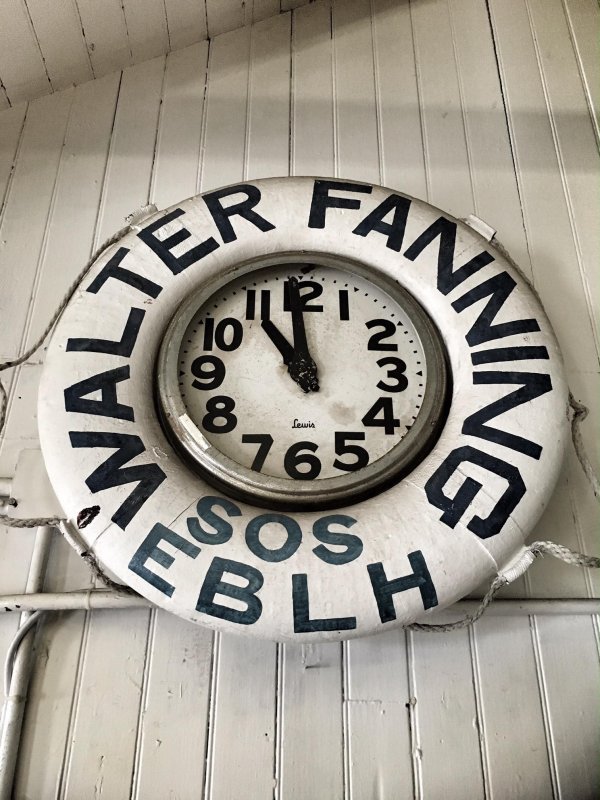 WALTER FANNING
11 12 1
10 2
9 3
8 4
Lewis
7 6 5
SOS
EBLH